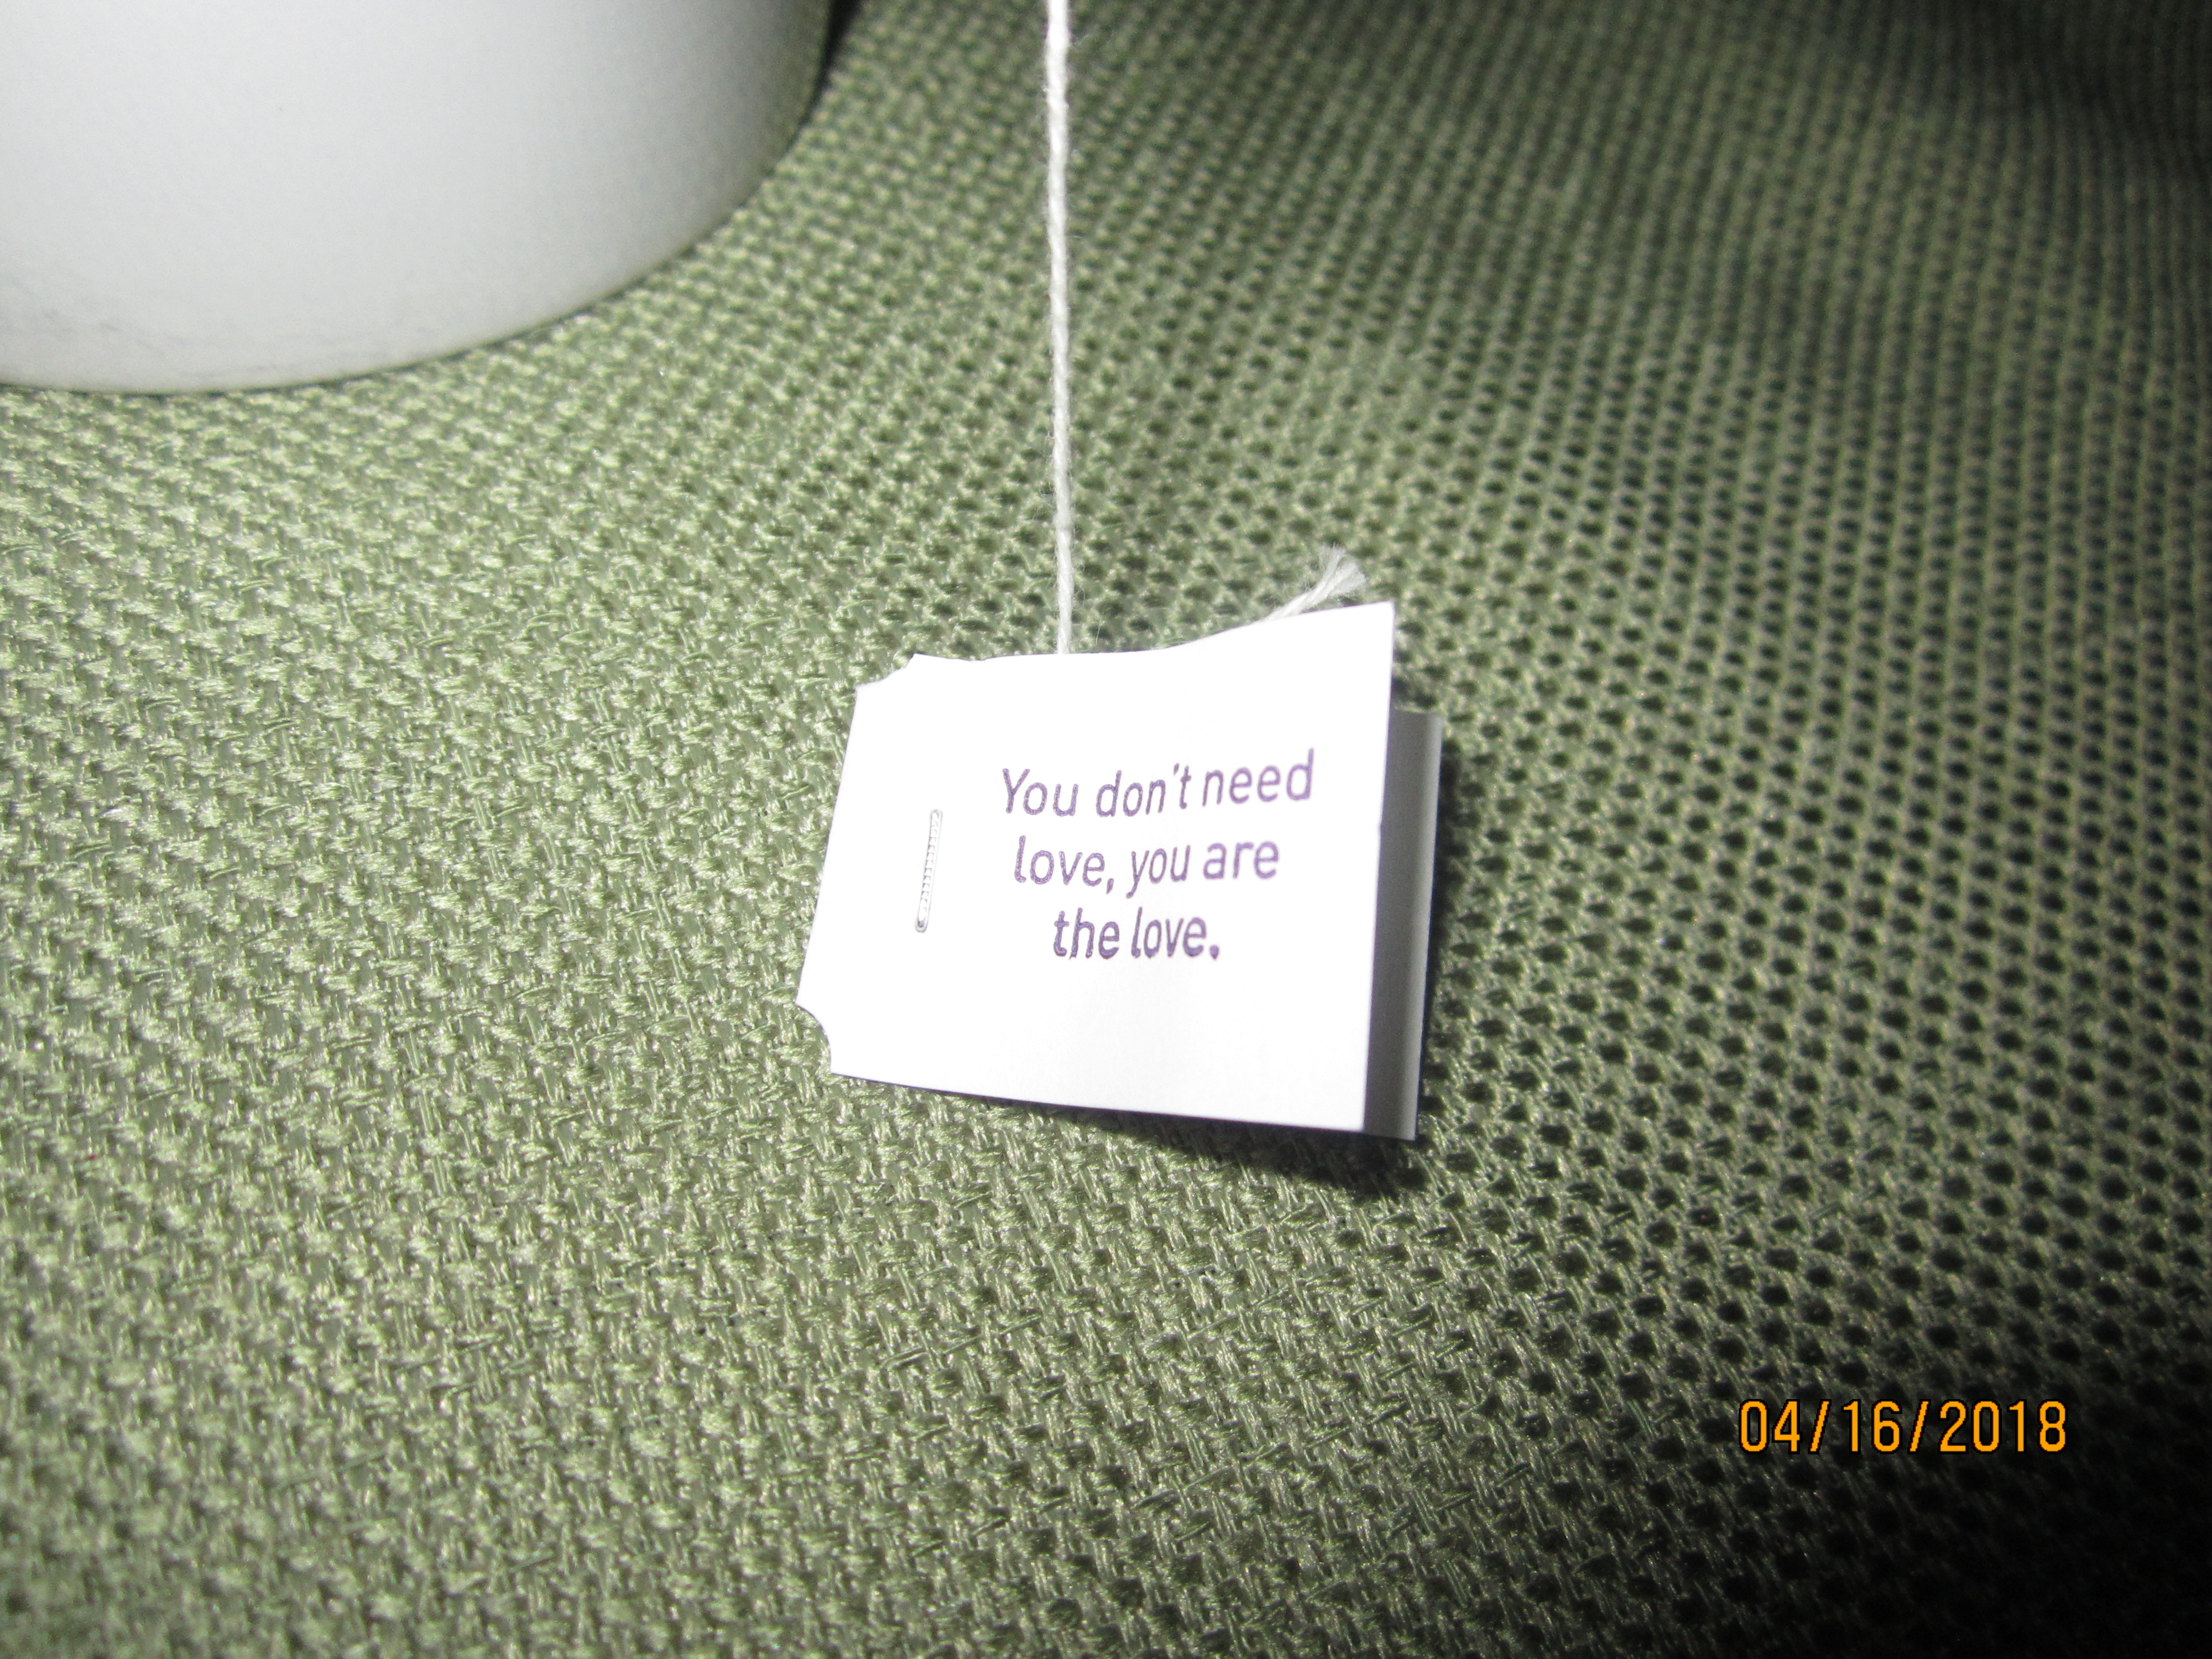 You don't need
love, you are
the love.
04/16/2018